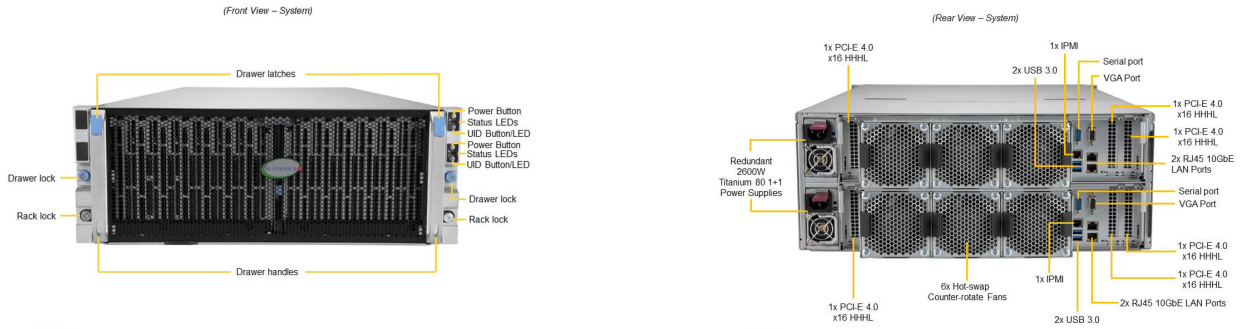 (Front View – System)
Drawer latches
Power Button
Status LEDs
UID Button/LED
Power Button
Status LEDs
UID Button/LED
Drawer lock
Drawer lock
Rack lock
Rack lock
Drawer handles
(Rear View – System)
1x PCI-E 4.0
x16 HHHL
1x IPMI
2x USB 3.0
Serial port
VGA Port
1x PCI-E 4.0
x16 HHHL
1x PCI-E 4.0
x16 HHHL
2x RJ45 10GbE
LAN Ports
Redundant
2600W
Titanium 80 1+1
Power Supplies
Serial port
VGA Port
1x PCI-E 4.0
x16 HHHL
1x PCI-E 4.0
x16 HHHL
1x IPMI
6x Hot-swap
Counter-rotate Fans
2x RJ45 10GbE LAN Ports
1x PCI-E 4.0
x16 HHHL
2x USB 3.0